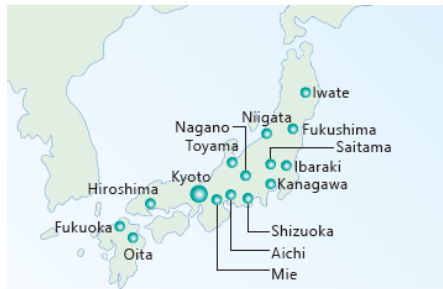 Iwate
Niigata
Fukushima
Nagano
Saitama
Toyama
Ibaraki
Kyoto
Kanagawa
Hiroshima
Fukuoka
Shizuoka
Oita
Aichi
Mie